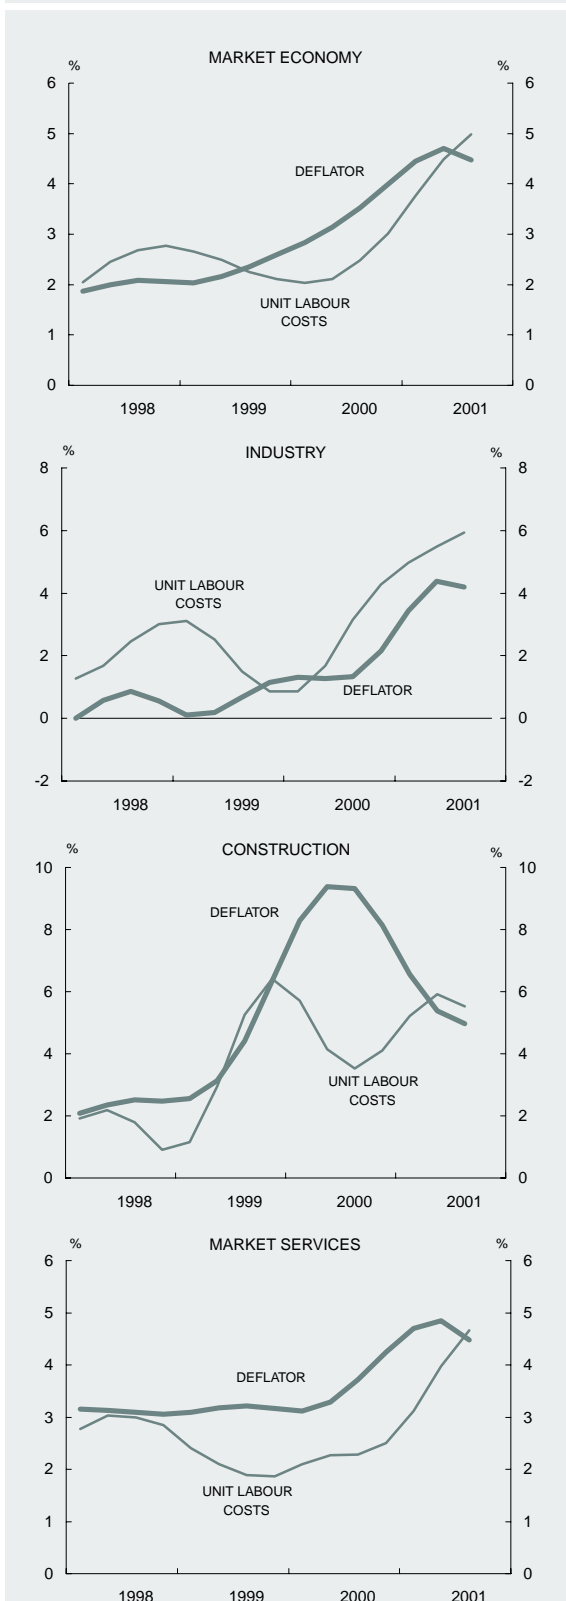 MARKET ECONOMY
% %
6 6
5 5
DEFLATOR
4 4
3 3
2 2
UNIT LABOUR
COSTS
1 1
0 0
1998 1999 2000 2001
INDUSTRY
% %
8 8
6 6
UNIT LABOUR
COSTS
4 4
2 2
DEFLATOR
0 0
-2 -2
1998 1999 2000 2001
CONSTRUCTION
% %
10 10
DEFLATOR
8 8
6 6
4 4
UNIT LABOUR
COSTS
2 2
0 0
1998 1999 2000 2001
MARKET SERVICES
% %
6 6
5 5
4 4
DEFLATOR
3 3
2 2
UNIT LABOUR
COSTS
1 1
0 0
1998 1999 2000 2001